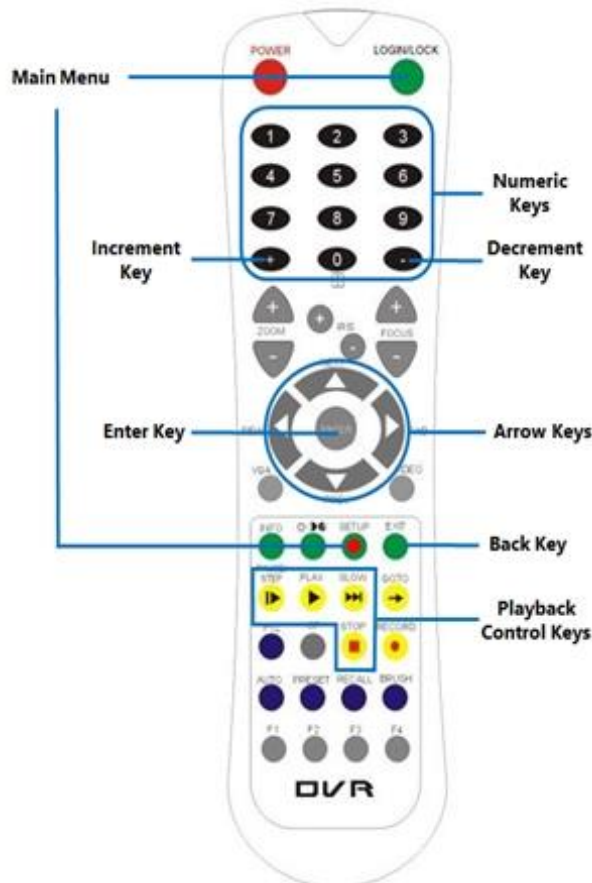 POWER
LOGIN/LOCK
Main Menu
1 2 3
4 5 6
7 8 9
+ 0 -
Numeric
Keys
Increment
Key
Decrement
Key
+ + +
ZOOM IRIS FOCUS
- - -
Enter Key
Arrow Keys
VGA
INFO SETUP EXIT
Back Key
STEP PLAY SLOW GOTO
Playback
Control Keys
STOP RECORD
AUTO PRESET RECALL BRUSH
F1 F2 F3 F4
DVR